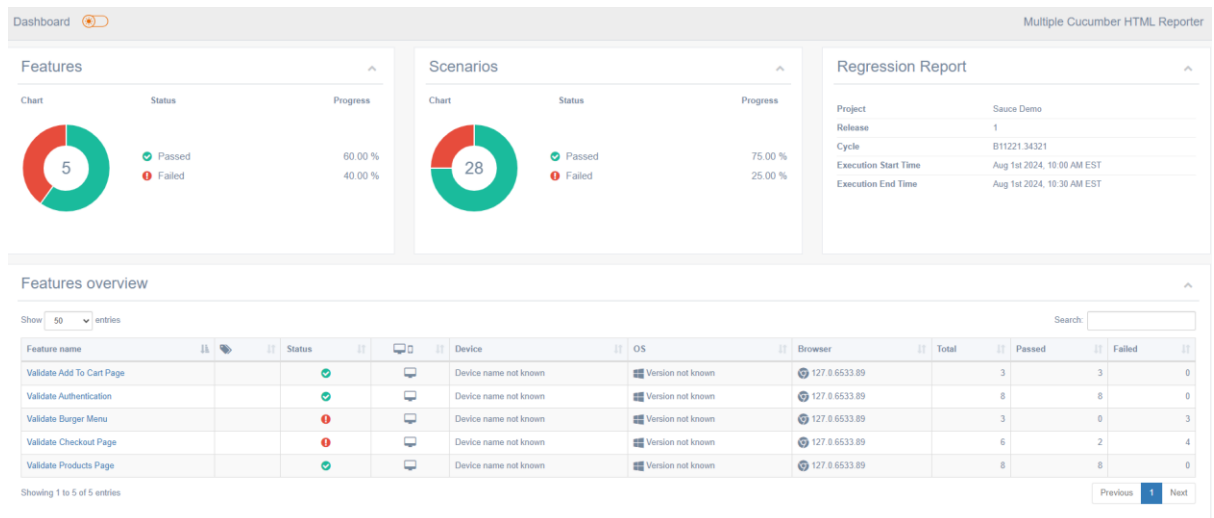 Dashboard Multiple Cucumber HTML Reporter
Features
Chart Status Progress
5
Passed 60.00 %
Failed 40.00 %
Scenarios
Chart Status Progress
28
Passed 75.00 %
Failed 25.00 %
Regression Report
Project Sauce Demo
Release 1
Cycle B11221.34321
Execution Start Time Aug 1st 2024, 10:00 AM EST
Execution End Time Aug 1st 2024, 10:30 AM EST
Features overview
Show 50 entries Search:
Feature name Status Device OS Browser Total Passed Failed
Validate Add To Cart Page Device name not known Version not known 127.0.6533.89 3 3 0
Validate Authentication Device name not known Version not known 127.0.6533.89 8 8 0
Validate Burger Menu Device name not known Version not known 127.0.6533.89 3 0 3
Validate Checkout Page Device name not known Version not known 127.0.6533.89 6 2 4
Validate Products Page Device name not known Version not known 127.0.6533.89 8 8 0
Showing 1 to 5 of 5 entries Previous 1 Next